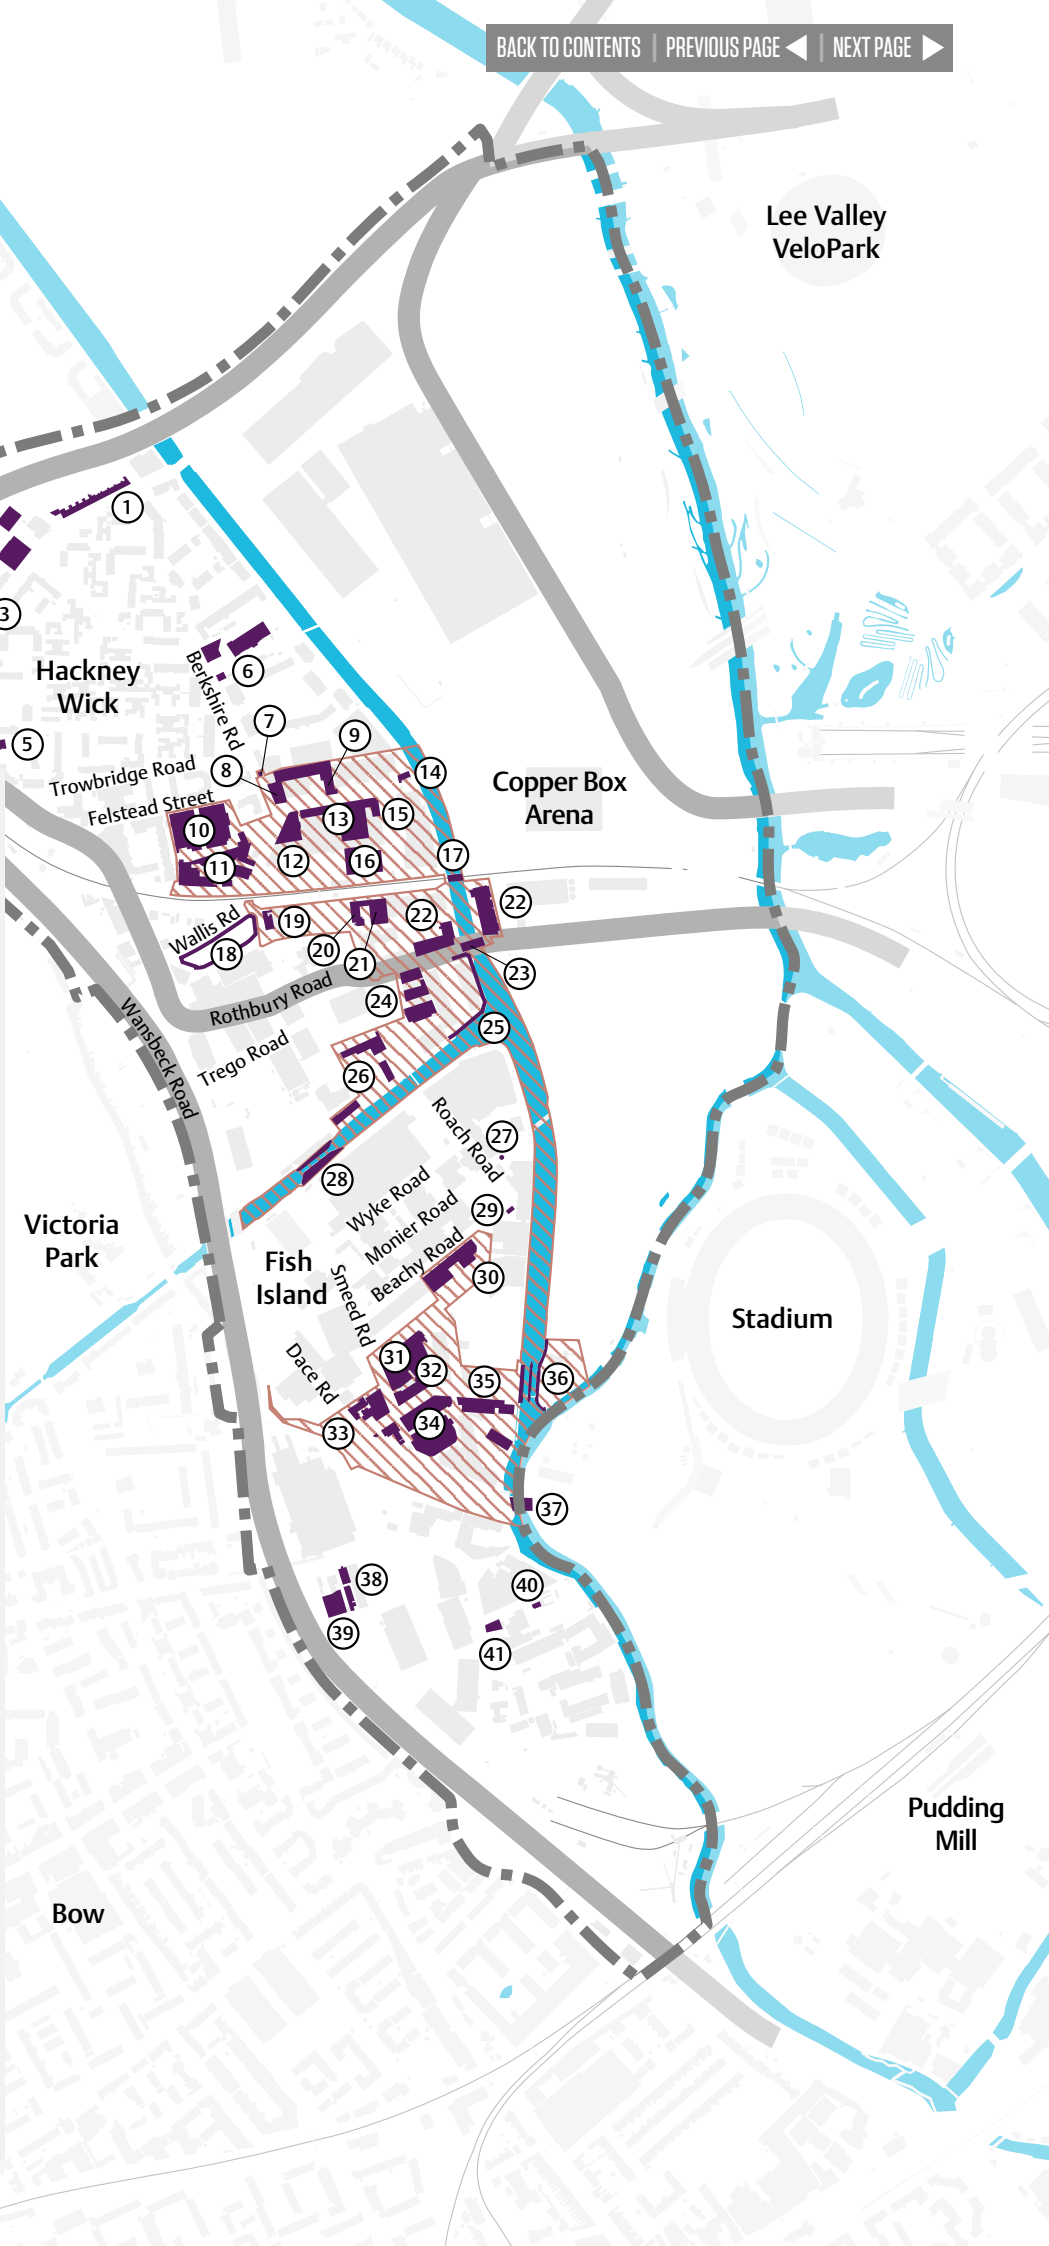 BACK TO CONTENTS | PREVIOUS PAGE | NEXT PAGE
Lee Valley
VeloPark
1
3
Hackney
Wick
Berkshire Rd
6
5
7
9
Trowbridge Road
8
14
Copper Box
Arena
Felstead Street
10
13
15
11
12
16
17
22
22
Wallis Rd
19
18
20
21
23
Rothbury Road
24
Wansbeck Road
Trego Road
25
26
Roach Road
27
28
Wyke Road
29
Monier Road
Victoria
Park
Beachy Road
Fish
Island
30
Smeed Rd
Stadium
31
32
35
36
Dace Rd
33
34
37
38
40
39
41
Pudding
Mill
Bow